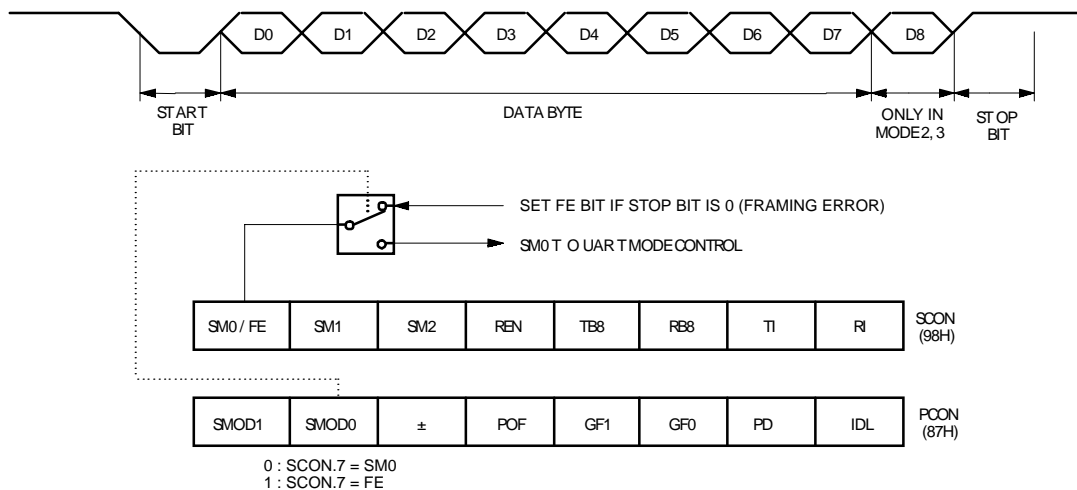 D0 D1 D2 D3 D4 D5 D6 D7 D8
START BIT
DATA BYTE
ONLY IN MODE 2, 3
STOP BIT
SET FE BIT IF STOP BIT IS 0 (FRAMING ERROR)
SM0 TO UART MODE CONTROL
SM0 / FE SM1 SM2 REN TB8 RB8 TI RI
SCON (98H)
SMOD1 SMOD0 ± POF GF1 GF0 PD IDL
PCON (87H)
0 : SCON.7 = SM0
1 : SCON.7 = FE